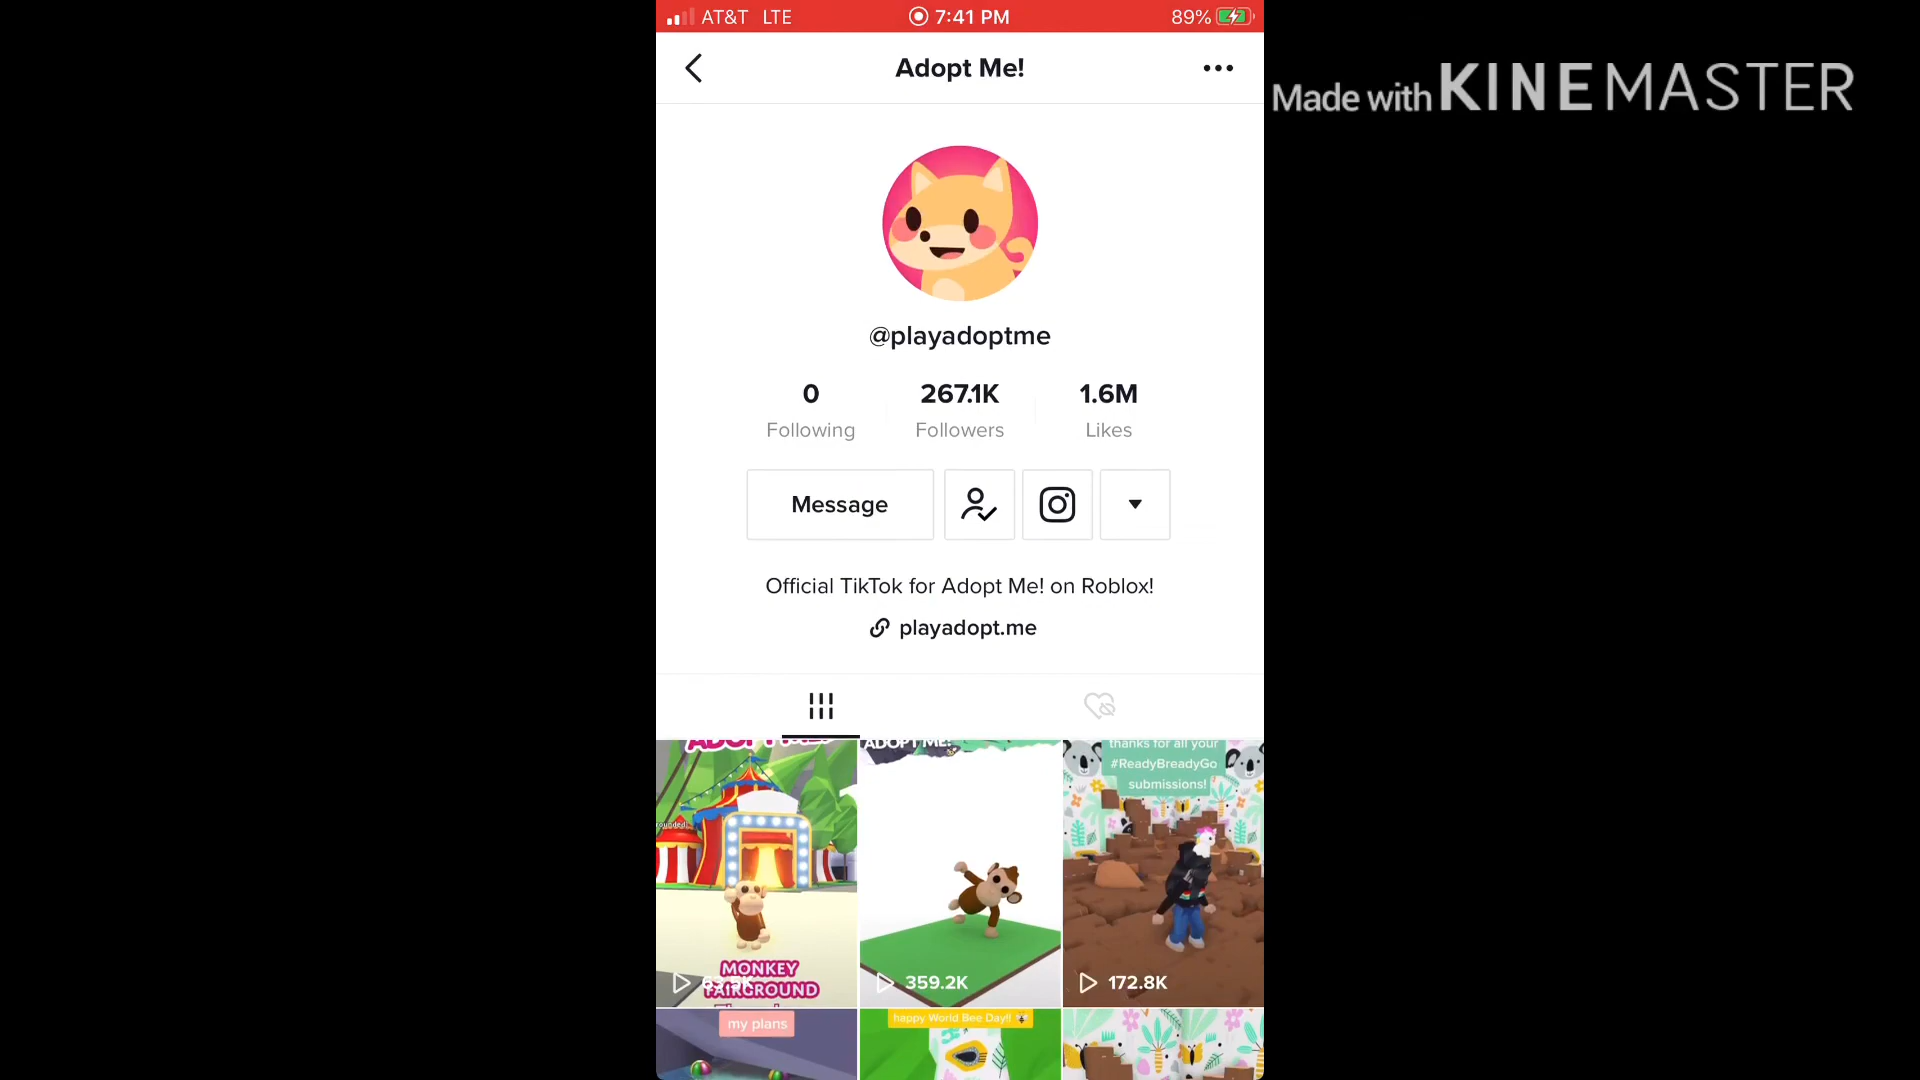 AT&T LTE 7:41 PM 89%
Adopt Me!
Made with KINEMASTER
@playadoptme
0 267.1K 1.6M
Following Followers Likes
Message
Official TikTok for Adopt Me! on Roblox!
playadopt.me
ADOPT ME!
thanks for all your
#ReadyBreadyGo
submissions!
MONKEY
FAIRGROUND
359.2K
172.8K
my plans
happy World Bee Day!!